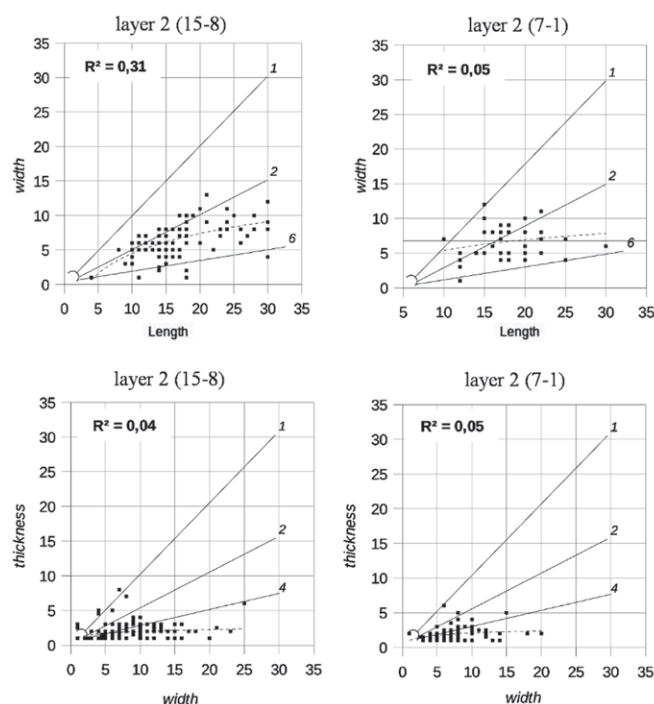 layer 2 (15-8)
35
30
25
20
15
10
5
0
width
R² = 0,31
1
2
6
0 5 10 15 20 25 30 35
Length
layer 2 (7-1)
35
30
25
20
15
10
5
0
width
R² = 0,05
1
2
6
5 10 15 20 25 30 35
Length
layer 2 (15-8)
35
30
25
20
15
10
5
0
thickness
R² = 0,04
1
2
4
0 5 10 15 20 25 30 35
width
layer 2 (7-1)
35
30
25
20
15
10
5
0
thickness
R² = 0,05
1
2
4
0 5 10 15 20 25 30 35
width